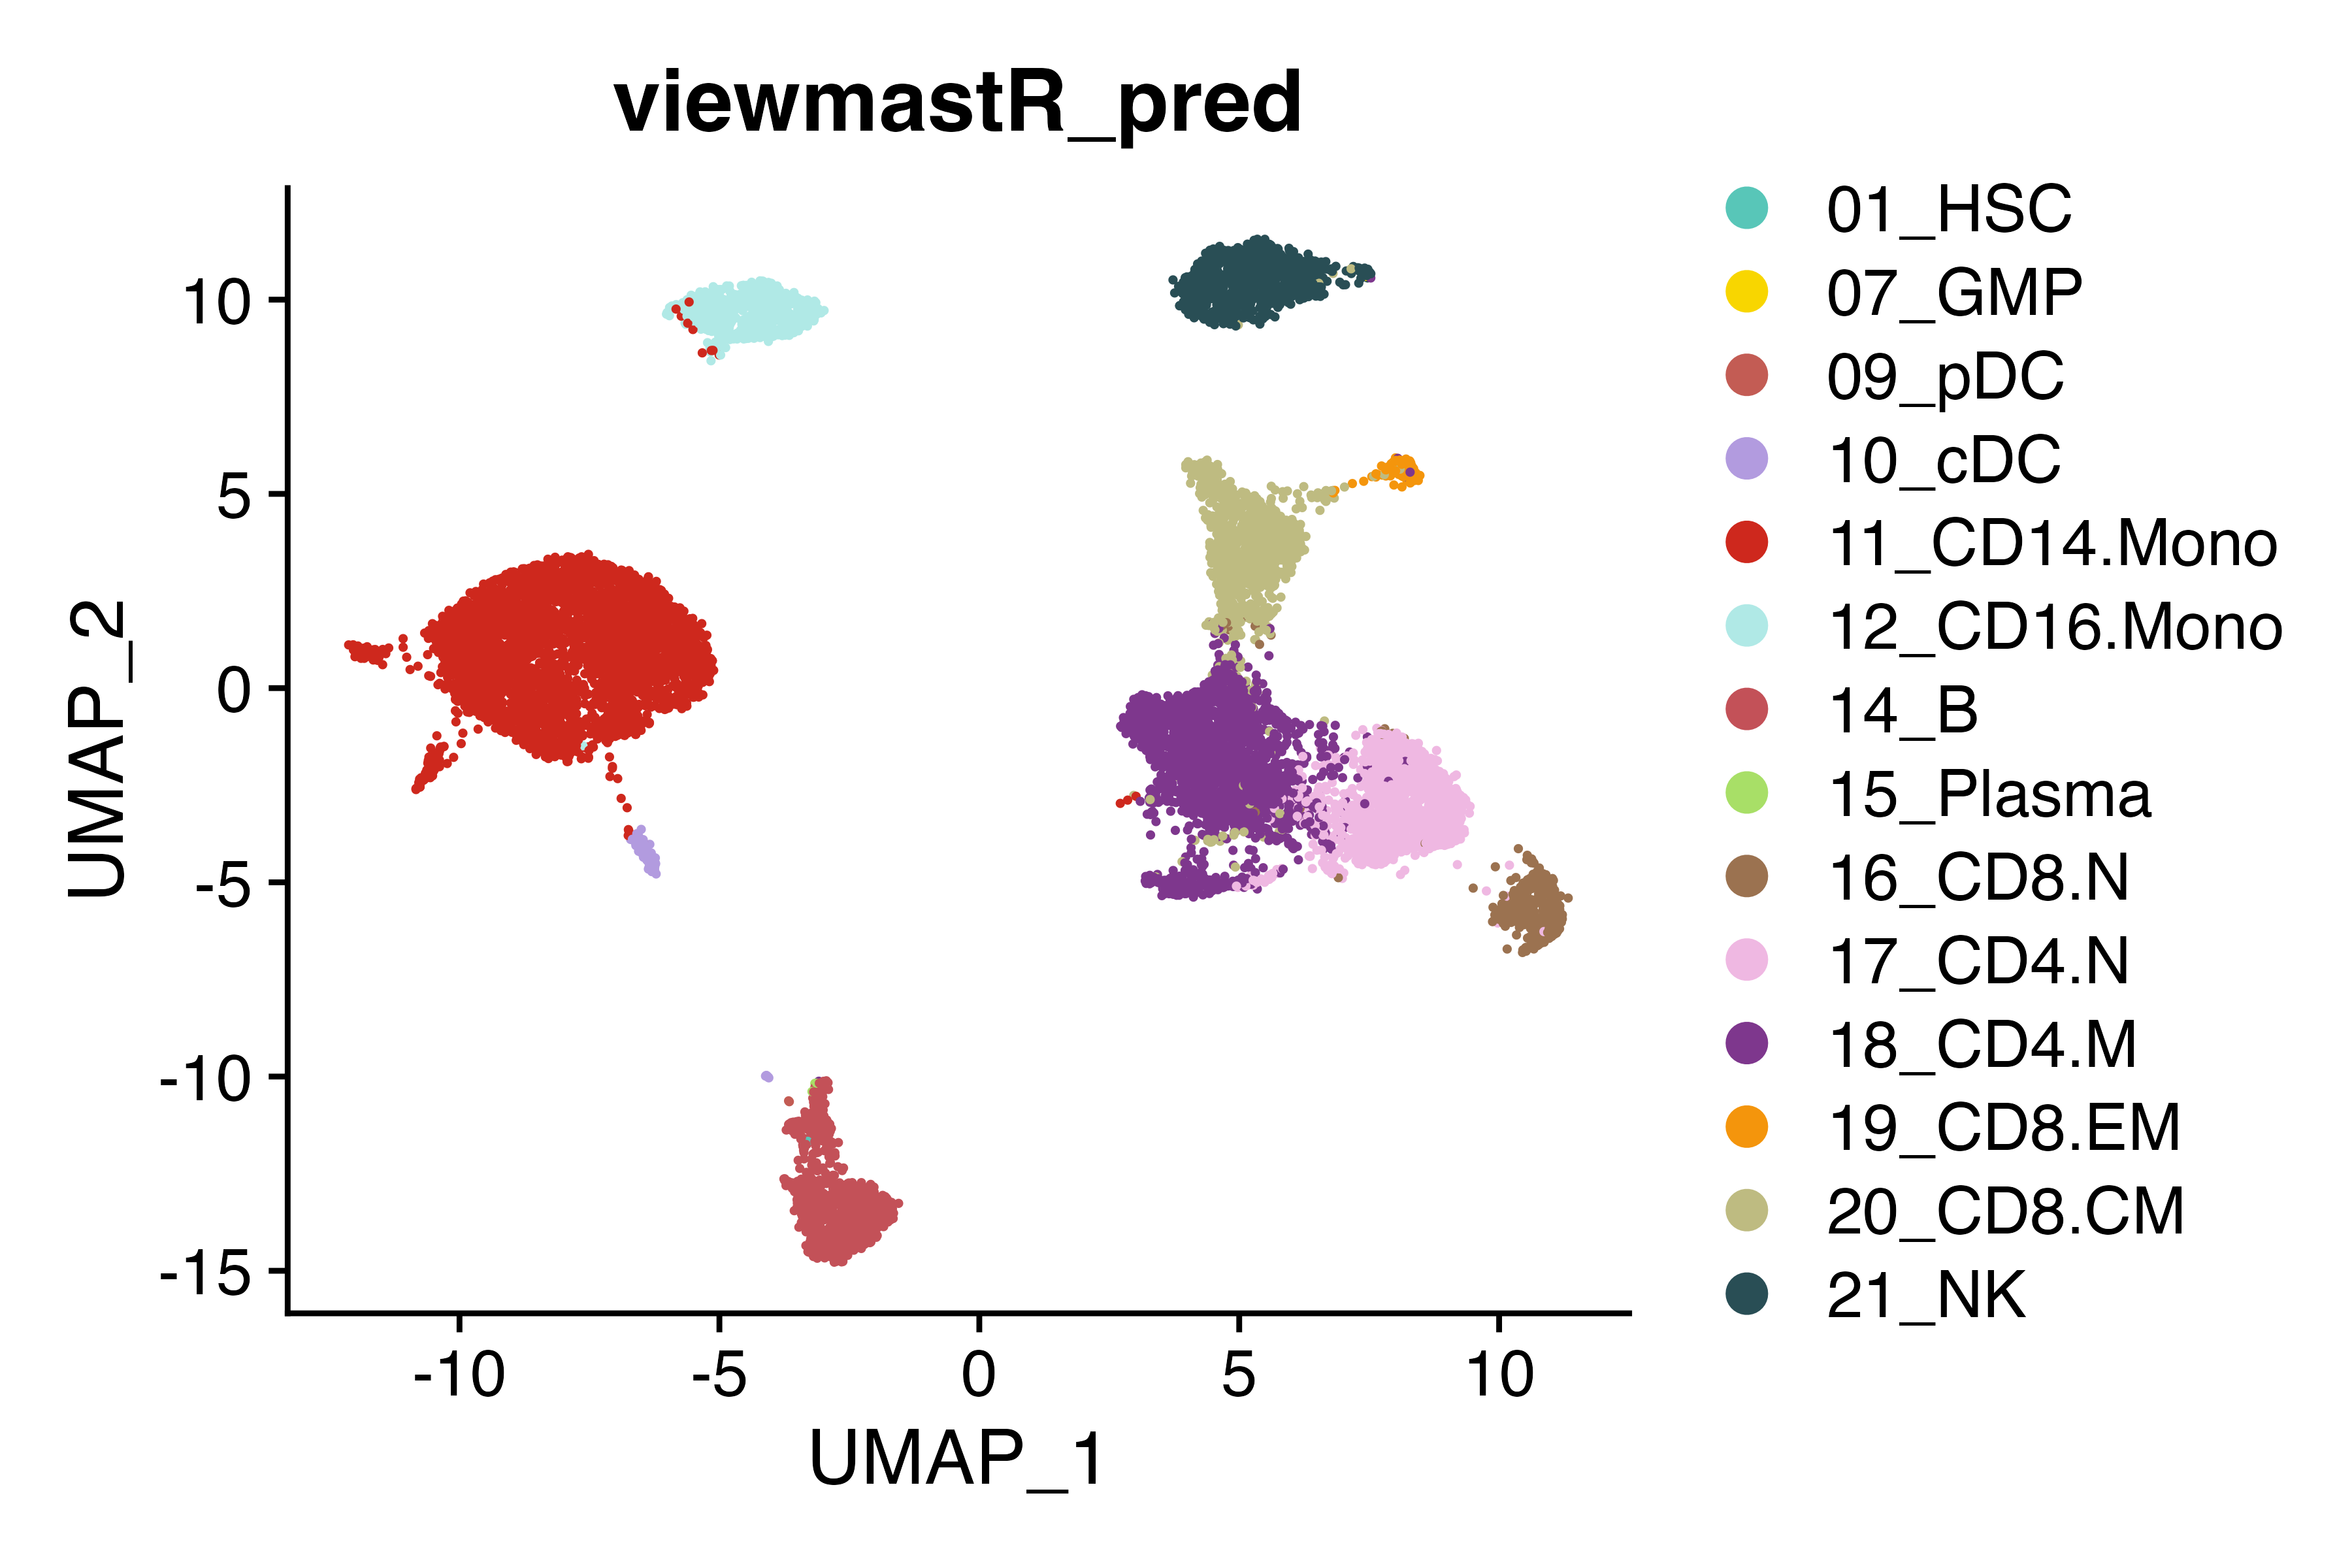 viewmastR_pred
UMAP_2
10
5
0
-5
-10
-15
-10
-5
0
5
10
UMAP_1
01_HSC
07_GMP
09_pDC
10_cDC
11_CD14.Mono
12_CD16.Mono
14_B
15_Plasma
16_CD8.N
17_CD4.N
18_CD4.M
19_CD8.EM
20_CD8.CM
21_NK